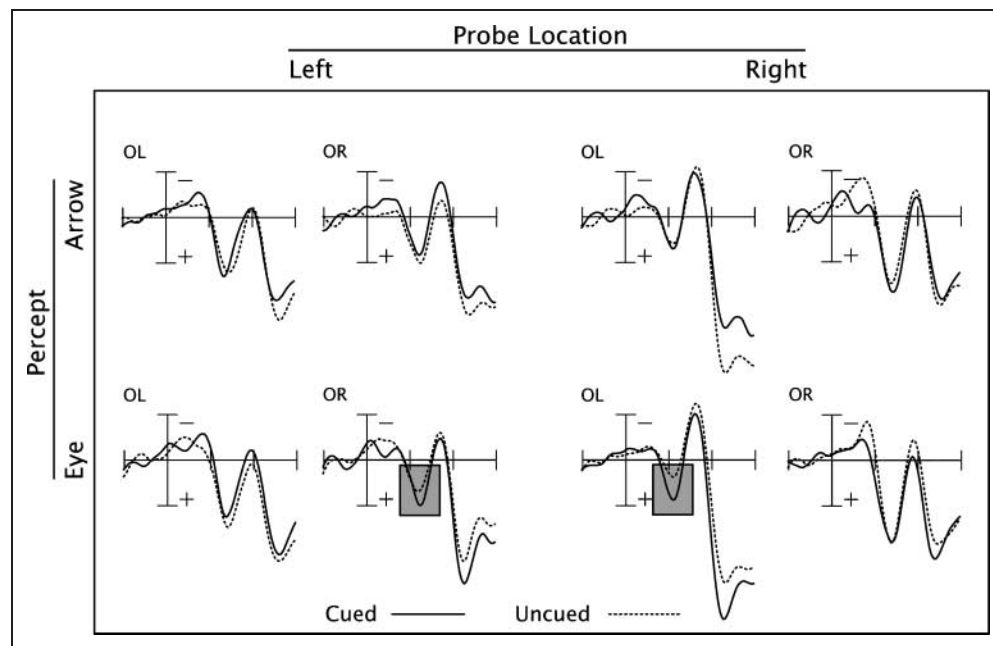 Probe Location
Left Right
OL OR OL OR
− − − −
+ + + +
Arrow
Percept
OL OR OL OR
− − − −
+ + + +
Eye
Cued Uncued